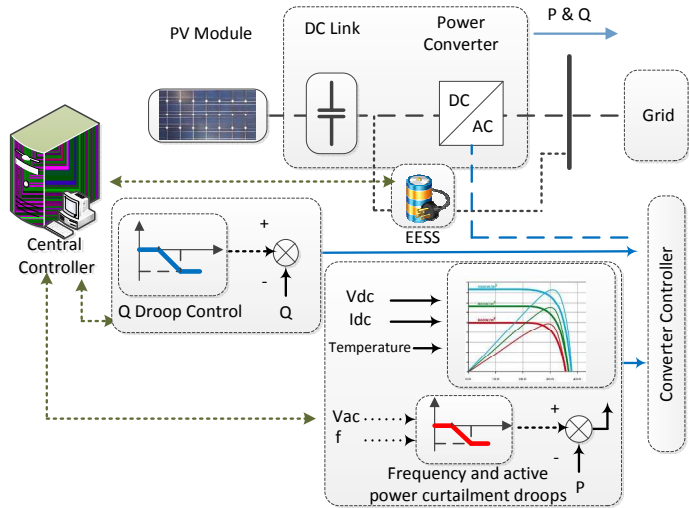 PV Module
DC Link
Power
Converter
P & Q
DC
AC
Grid
EESS
Central
Controller
+
-
Q Droop Control
Q
Vdc
Idc
Temperature
Vac
f
+
-
P
Frequency and active
power curtailment droops
Converter Controller